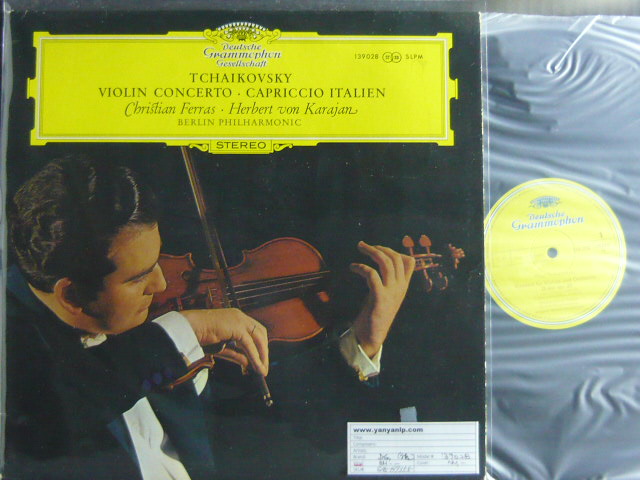 Deutsche
Grammophon
Gesellschaft
139028 SLPM
TCHAIKOVSKY
VIOLIN CONCERTO · CAPRICCIO ITALIEN
Christian Ferras · Herbert von Karajan
BERLIN PHILHARMONIC
STEREO
Deutsche
Grammophon
www.yanyanlp.com